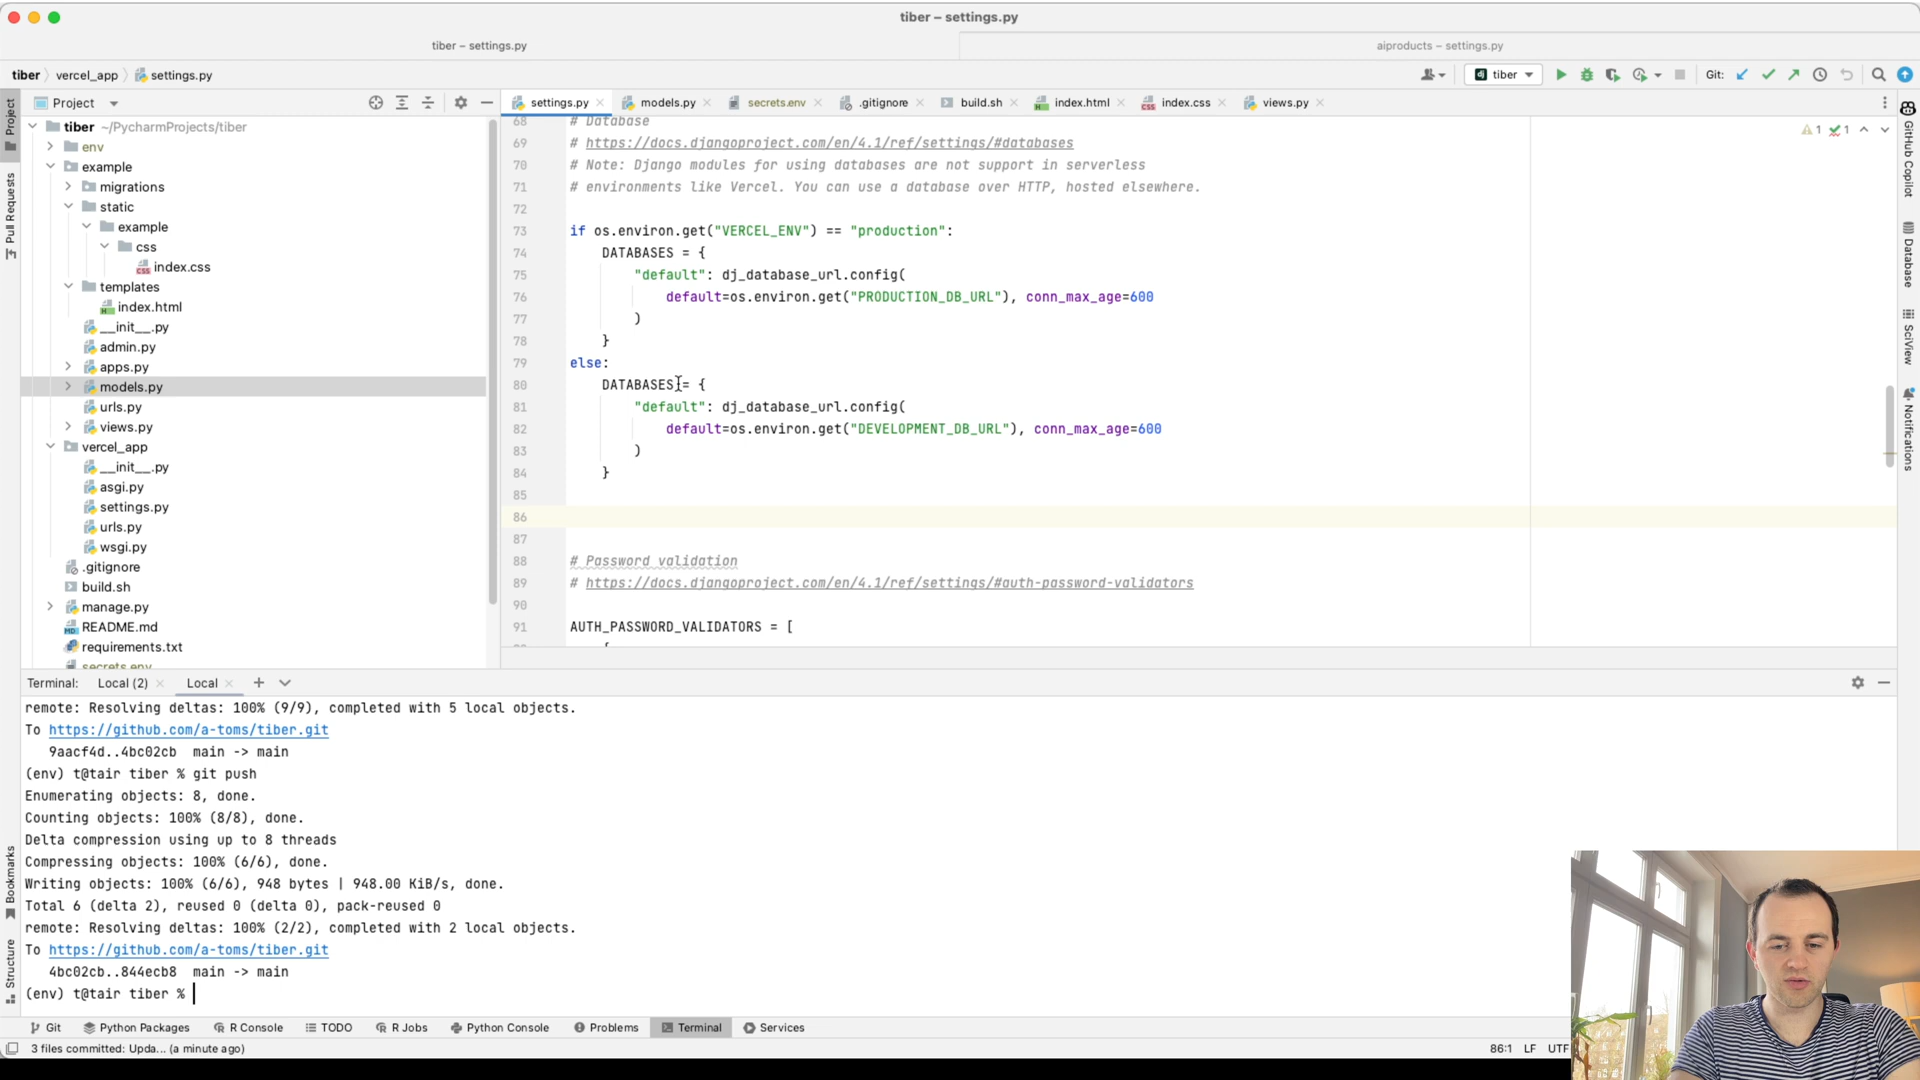 tiber – settings.py
tiber – settings.py
aiproducts – settings.py
tiber
vercel_app
settings.py
tiber
Git:
Project
settings.py
models.py
secrets.env
.gitignore
build.sh
index.html
index.css
views.py
tiber ~/PycharmProjects/tiber
env
example
migrations
static
example
css
index.css
templates
index.html
__init__.py
admin.py
apps.py
models.py
urls.py
views.py
vercel_app
__init__.py
asgi.py
settings.py
urls.py
wsgi.py
.gitignore
build.sh
manage.py
README.md
requirements.txt
secrets.env
68 # Database
69 # https://docs.djangoproject.com/en/4.1/ref/settings/#databases
70 # Note: Django modules for using databases are not support in serverless
71 # environments like Vercel. You can use a database over HTTP, hosted elsewhere.
72
73 if os.environ.get("VERCEL_ENV") == "production":
74 DATABASES = {
75 "default": dj_database_url.config(
76 default=os.environ.get("PRODUCTION_DB_URL"), conn_max_age=600
77 )
78 }
79 else:
80 DATABASES = {
81 "default": dj_database_url.config(
82 default=os.environ.get("DEVELOPMENT_DB_URL"), conn_max_age=600
83 )
84 }
85
86
87
88 # Password validation
89 # https://docs.djangoproject.com/en/4.1/ref/settings/#auth-password-validators
90
91 AUTH_PASSWORD_VALIDATORS = [
{
1
1
Project
Pull Requests
Bookmarks
Structure
GitHub Copilot
Database
SciView
Notifications
Terminal:
Local (2)
Local
remote: Resolving deltas: 100% (9/9), completed with 5 local objects.
To https://github.com/a-toms/tiber.git
9aacf4d..4bc02cb main -> main
(env) t@tair tiber % git push
Enumerating objects: 8, done.
Counting objects: 100% (8/8), done.
Delta compression using up to 8 threads
Compressing objects: 100% (6/6), done.
Writing objects: 100% (6/6), 948 bytes | 948.00 KiB/s, done.
Total 6 (delta 2), reused 0 (delta 0), pack-reused 0
remote: Resolving deltas: 100% (2/2), completed with 2 local objects.
To https://github.com/a-toms/tiber.git
4bc02cb..844ecb8 main -> main
(env) t@tair tiber %
Git
Python Packages
R Console
TODO
R Jobs
Python Console
Problems
Terminal
Services
3 files committed: Upda... (a minute ago)
86:1
LF
UTF